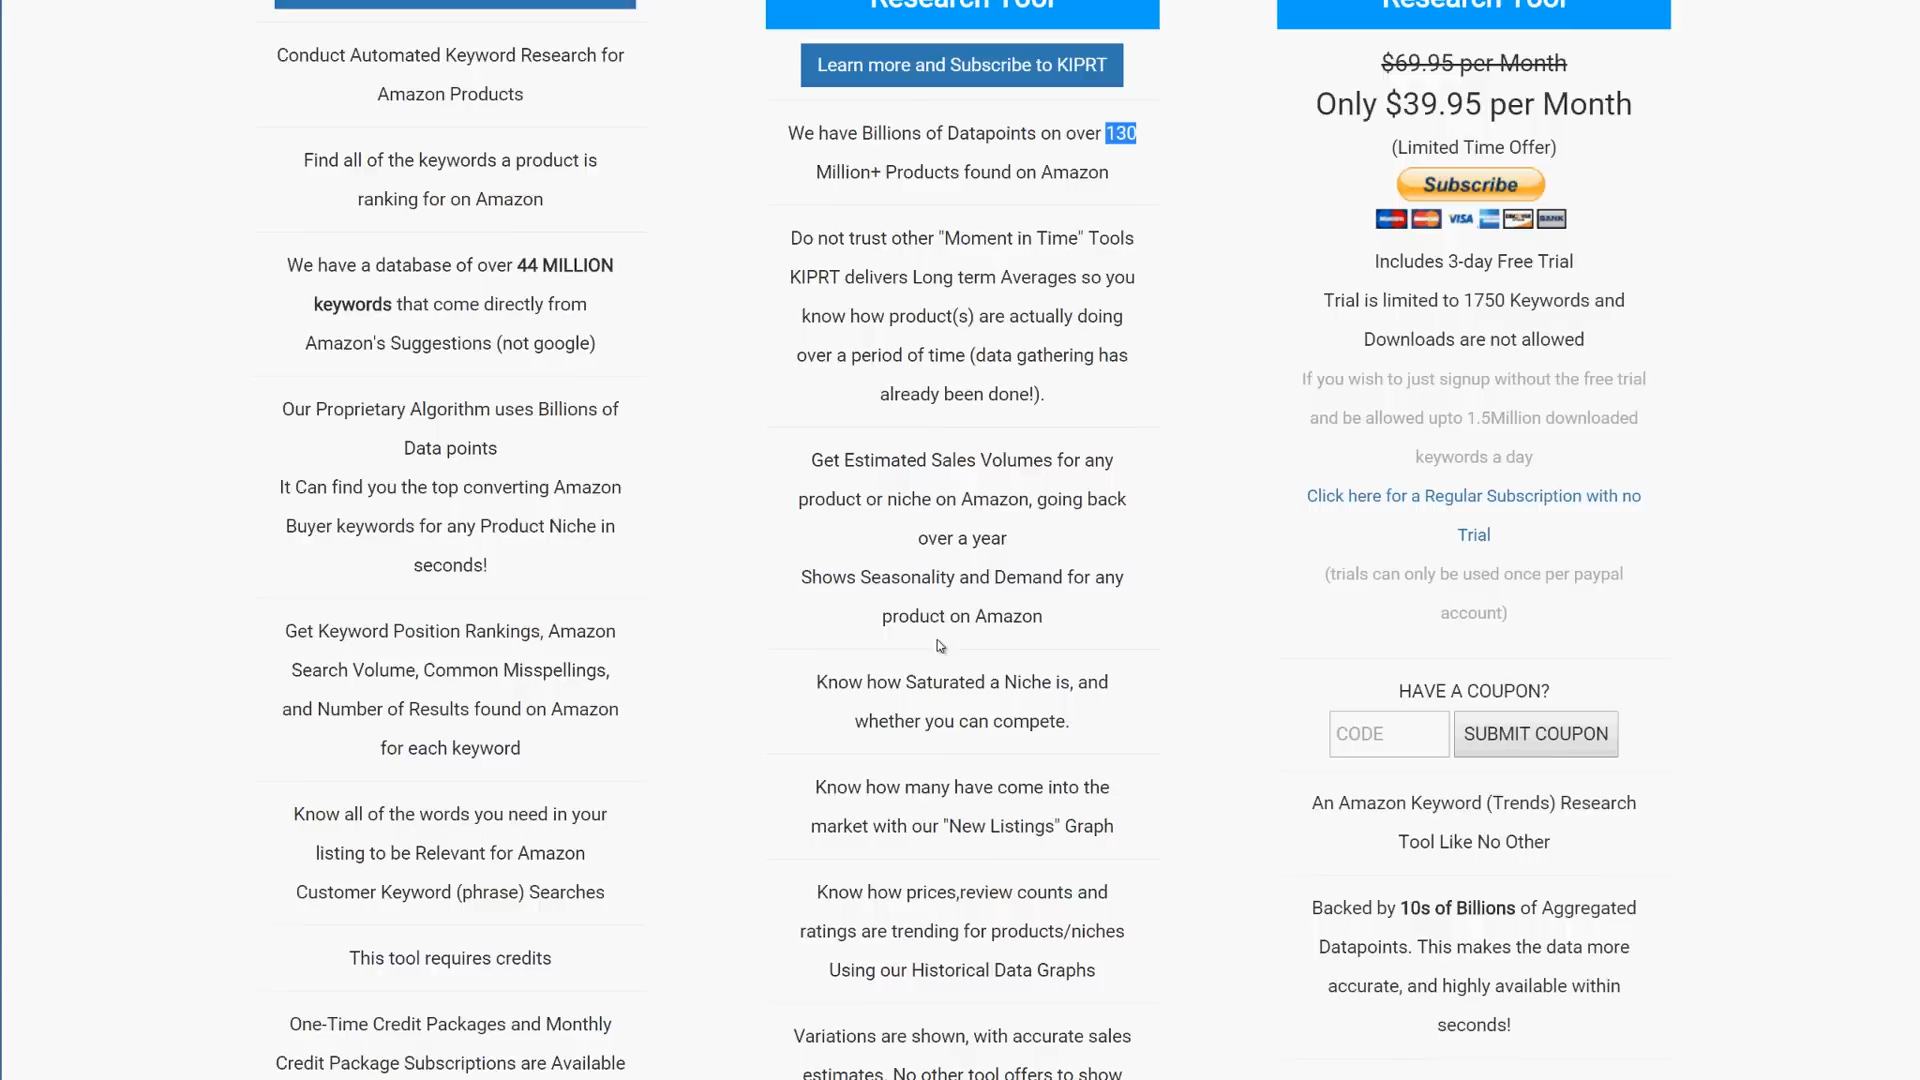 Conduct Automated Keyword Research for
Amazon Products
Find all of the keywords a product is
ranking for on Amazon
We have a database of over 44 MILLION
keywords that come directly from
Amazon's Suggestions (not google)
Our Proprietary Algorithm uses Billions of
Data points
It Can find you the top converting Amazon
Buyer keywords for any Product Niche in
seconds!
Get Keyword Position Rankings, Amazon
Search Volume, Common Misspellings,
and Number of Results found on Amazon
for each keyword
Know all of the words you need in your
listing to be Relevant for Amazon
Customer Keyword (phrase) Searches
This tool requires credits
One-Time Credit Packages and Monthly
Credit Package Subscriptions are Available
Research Tool
Learn more and Subscribe to KIPRT
We have Billions of Datapoints on over 130
Million+ Products found on Amazon
Do not trust other "Moment in Time" Tools
KIPRT delivers Long term Averages so you
know how product(s) are actually doing
over a period of time (data gathering has
already been done!).
Get Estimated Sales Volumes for any
product or niche on Amazon, going back
over a year
Shows Seasonality and Demand for any
product on Amazon
Know how Saturated a Niche is, and
whether you can compete.
Know how many have come into the
market with our "New Listings" Graph
Know how prices,review counts and
ratings are trending for products/niches
Using our Historical Data Graphs
Variations are shown, with accurate sales
estimates. No other tool offers to show
Research Tool
$69.95 per Month
Only $39.95 per Month
(Limited Time Offer)
Subscribe
VISA
BANK
Includes 3-day Free Trial
Trial is limited to 1750 Keywords and
Downloads are not allowed
If you wish to just signup without the free trial
and be allowed upto 1.5Million downloaded
keywords a day
Click here for a Regular Subscription with no
Trial
(trials can only be used once per paypal
account)
HAVE A COUPON?
CODE
SUBMIT COUPON
An Amazon Keyword (Trends) Research
Tool Like No Other
Backed by 10s of Billions of Aggregated
Datapoints. This makes the data more
accurate, and highly available within
seconds!